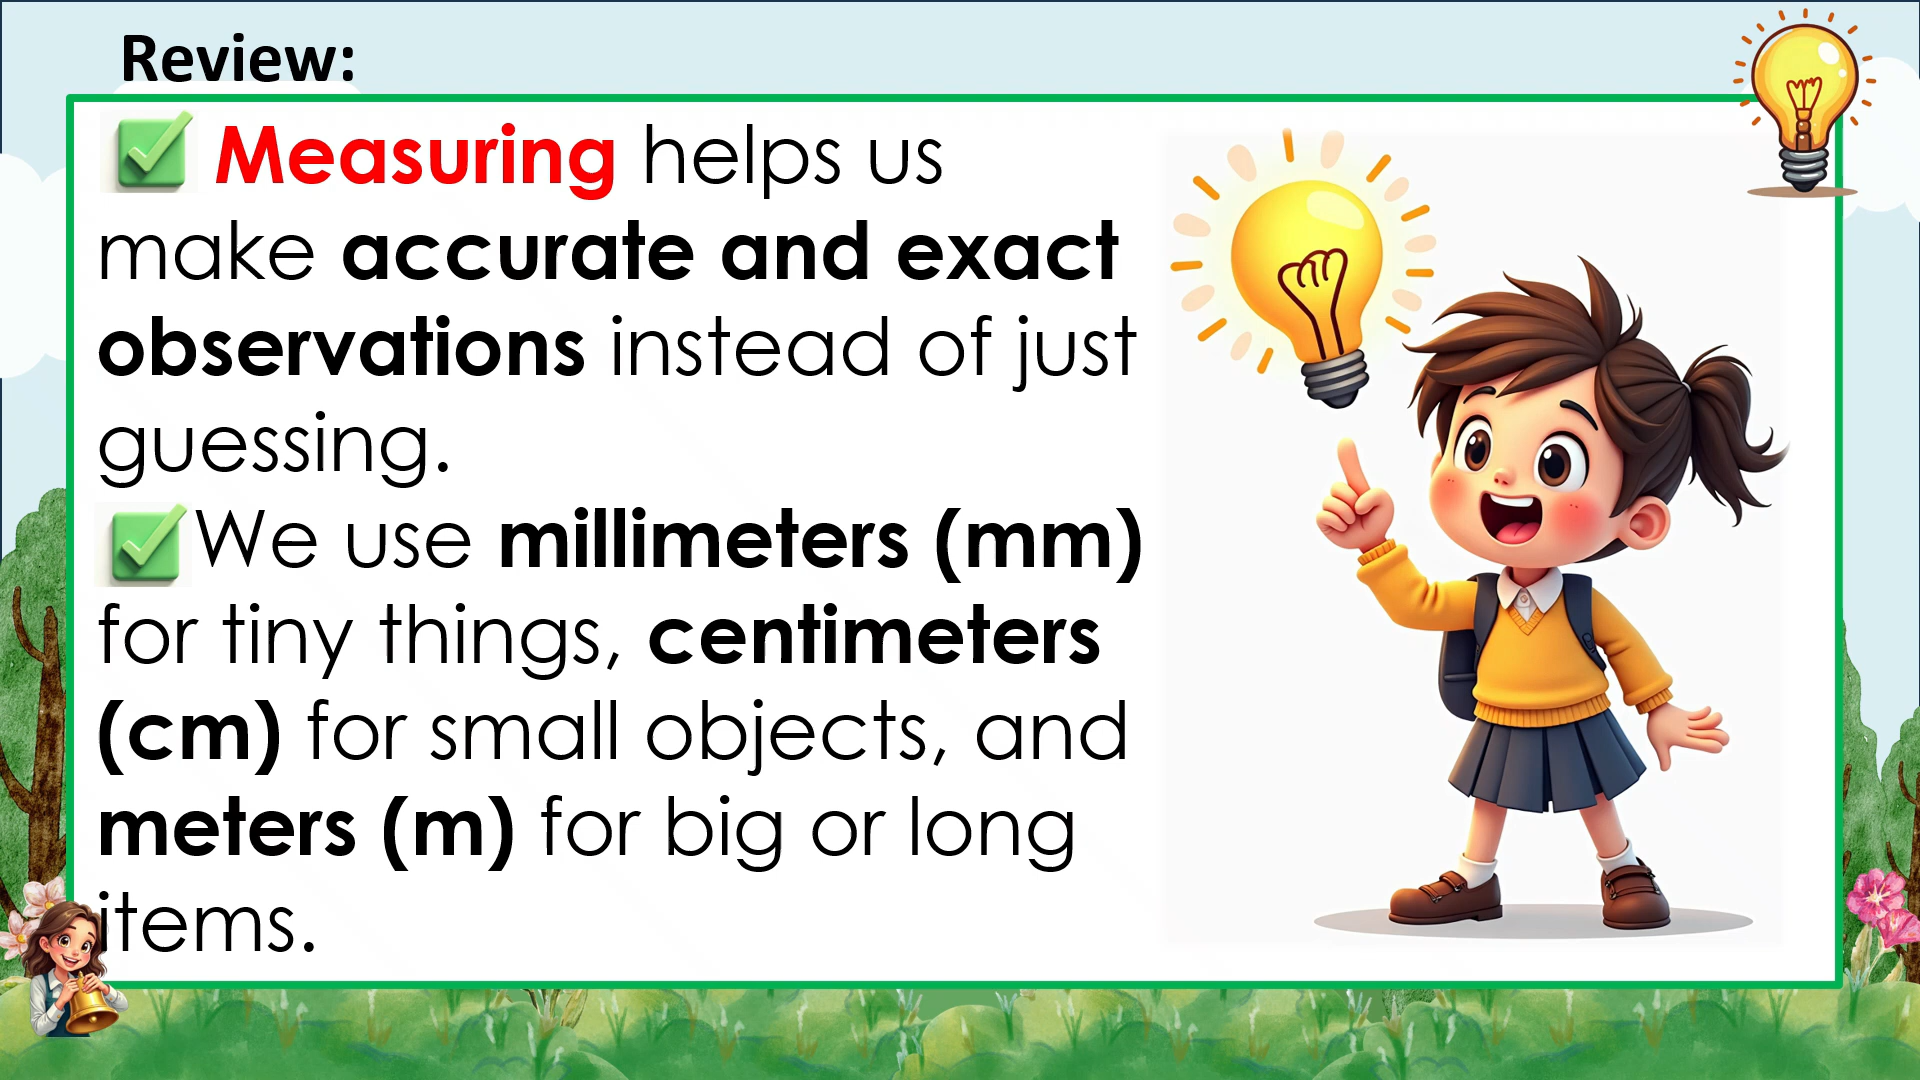 Review:
Measuring helps us
make accurate and exact
observations instead of just
guessing.
We use millimeters (mm)
for tiny things, centimeters
(cm) for small objects, and
meters (m) for big or long
items.